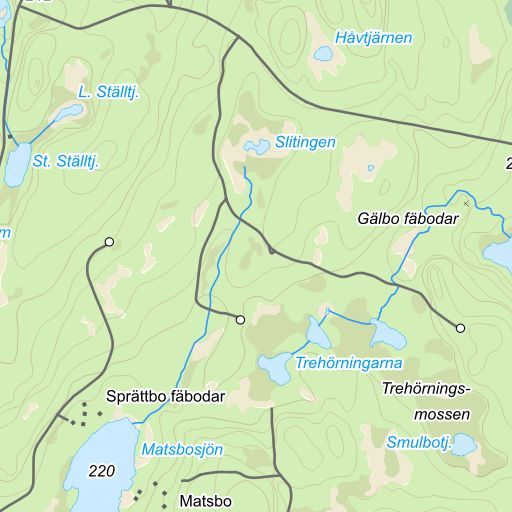 Håvtjärnen
L. Ställtj.
Slitingen
St. Ställtj.
Gälbo fäbodar
Trehörningarna
Sprättbo fäbodar
Trehörnings-
mossen
Smulbotj.
Matsbosjön
220
Matsbo